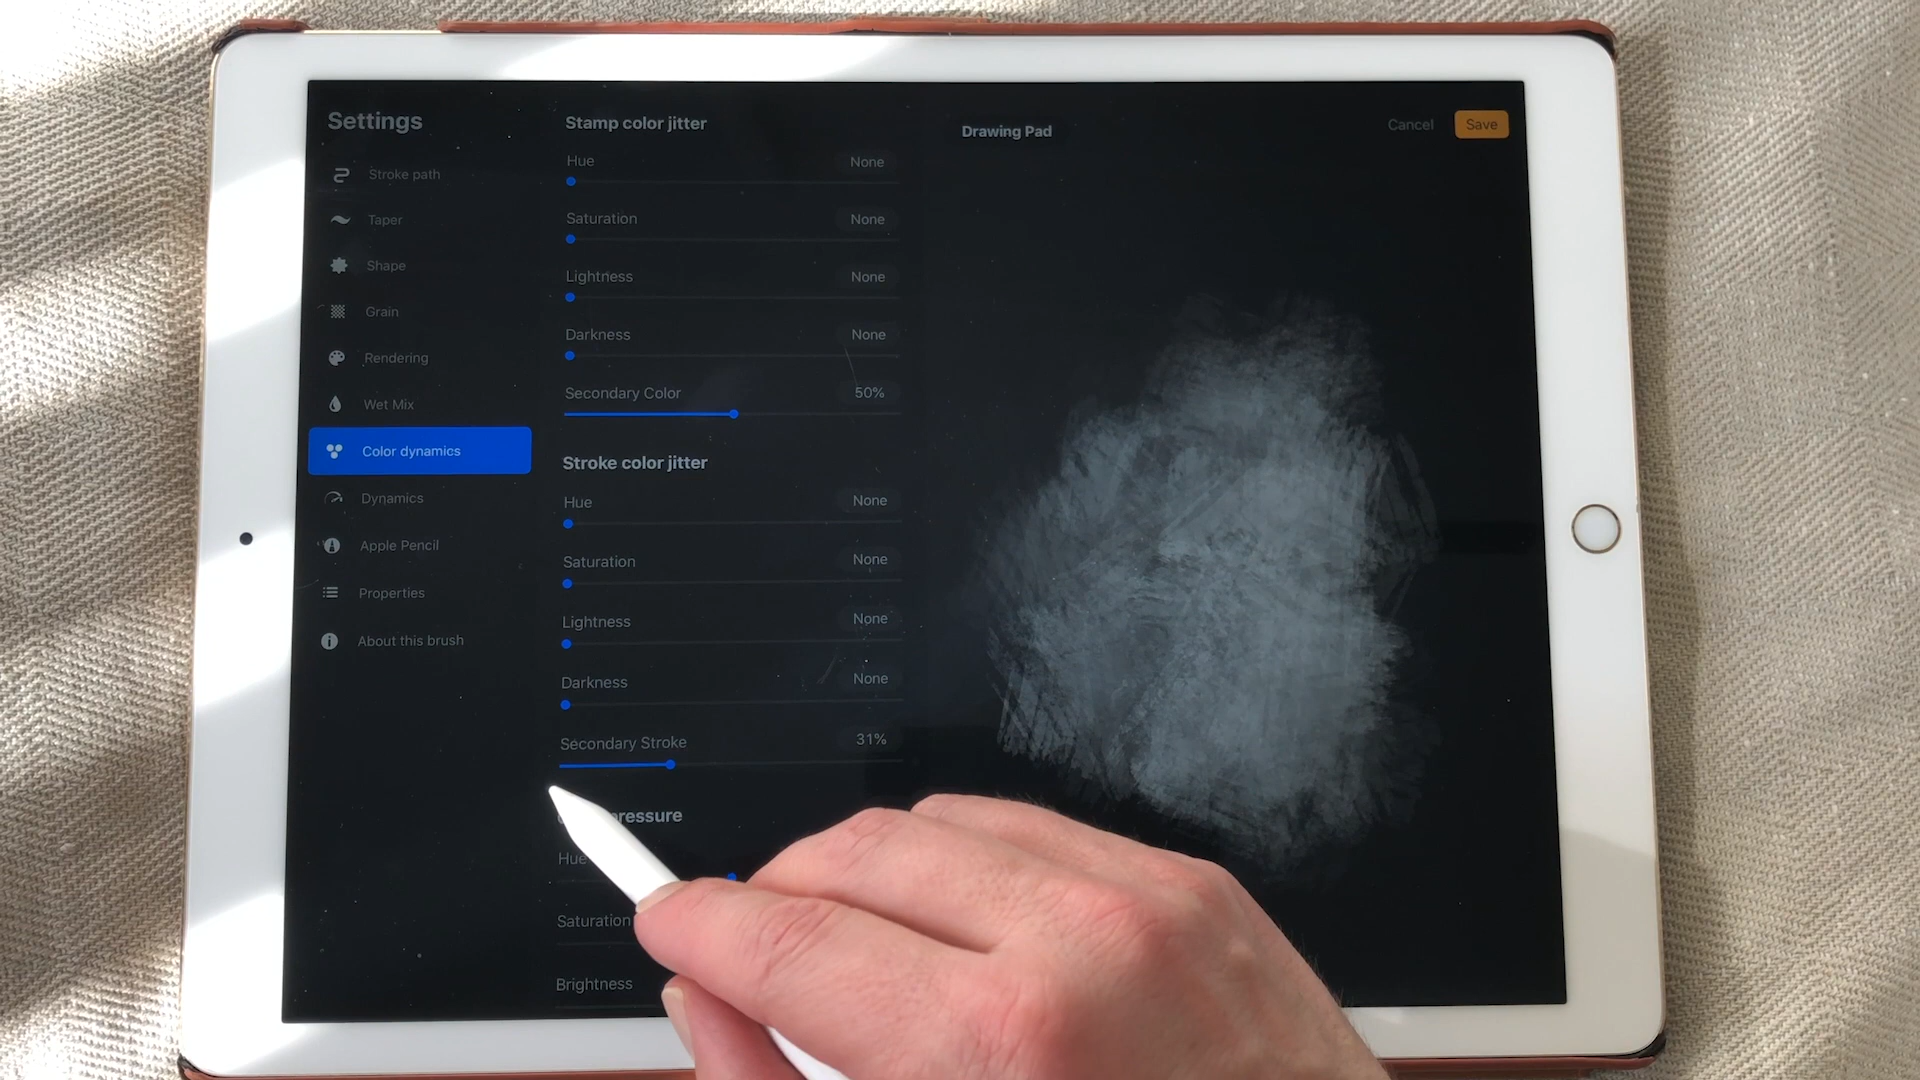 Settings
Stroke path
Taper
Shape
Grain
Rendering
Wet Mix
Color dynamics
Dynamics
Apple Pencil
Properties
About this brush
Stamp color jitter
Hue None
Saturation None
Lightness None
Darkness None
Secondary Color 50%
Stroke color jitter
Hue None
Saturation None
Lightness None
Darkness None
Secondary Stroke 31%
Hue
Saturation
Brightness
Drawing Pad
Cancel
Save